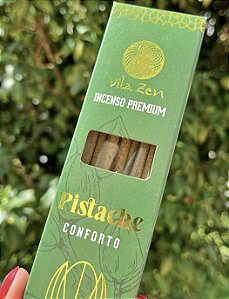 Vila Zen
INCENSO PREMIUM
Pistache
CONFORTO